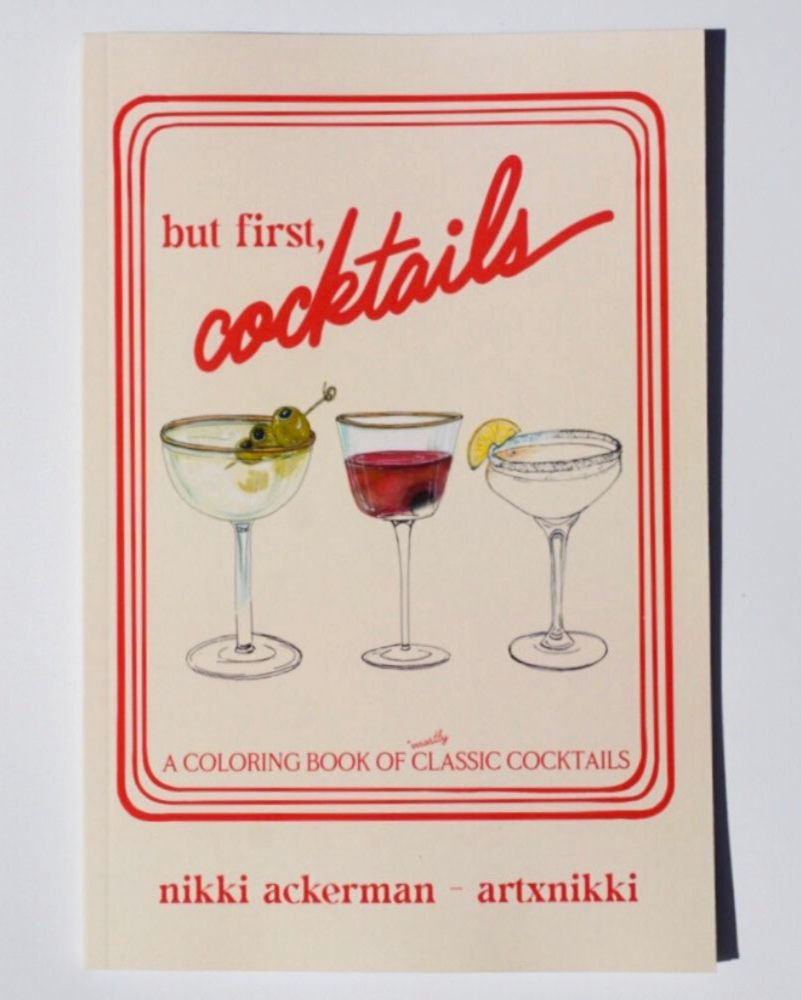 but first,
cocktails
*mostly
A COLORING BOOK OF CLASSIC COCKTAILS
nikki ackerman - artxnikki